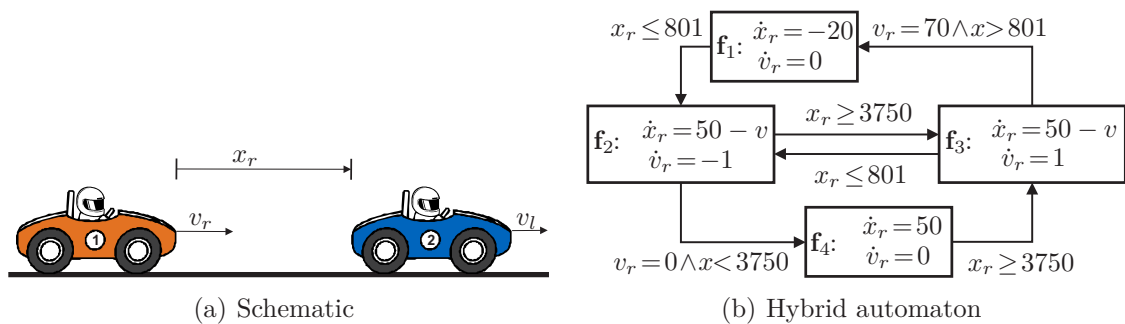 x_r
v_r
v_l
1
2
(a) Schematic
x_r ≤ 801
f_1: ẋ_r = −20
v̇_r = 0
v_r = 70 ∧ x > 801
f_2: ẋ_r = 50 − v
v̇_r = −1
x_r ≥ 3750
x_r ≤ 801
f_3: ẋ_r = 50 − v
v̇_r = 1
f_4: ẋ_r = 50
v̇_r = 0
v_r = 0 ∧ x < 3750
x_r ≥ 3750
(b) Hybrid automaton